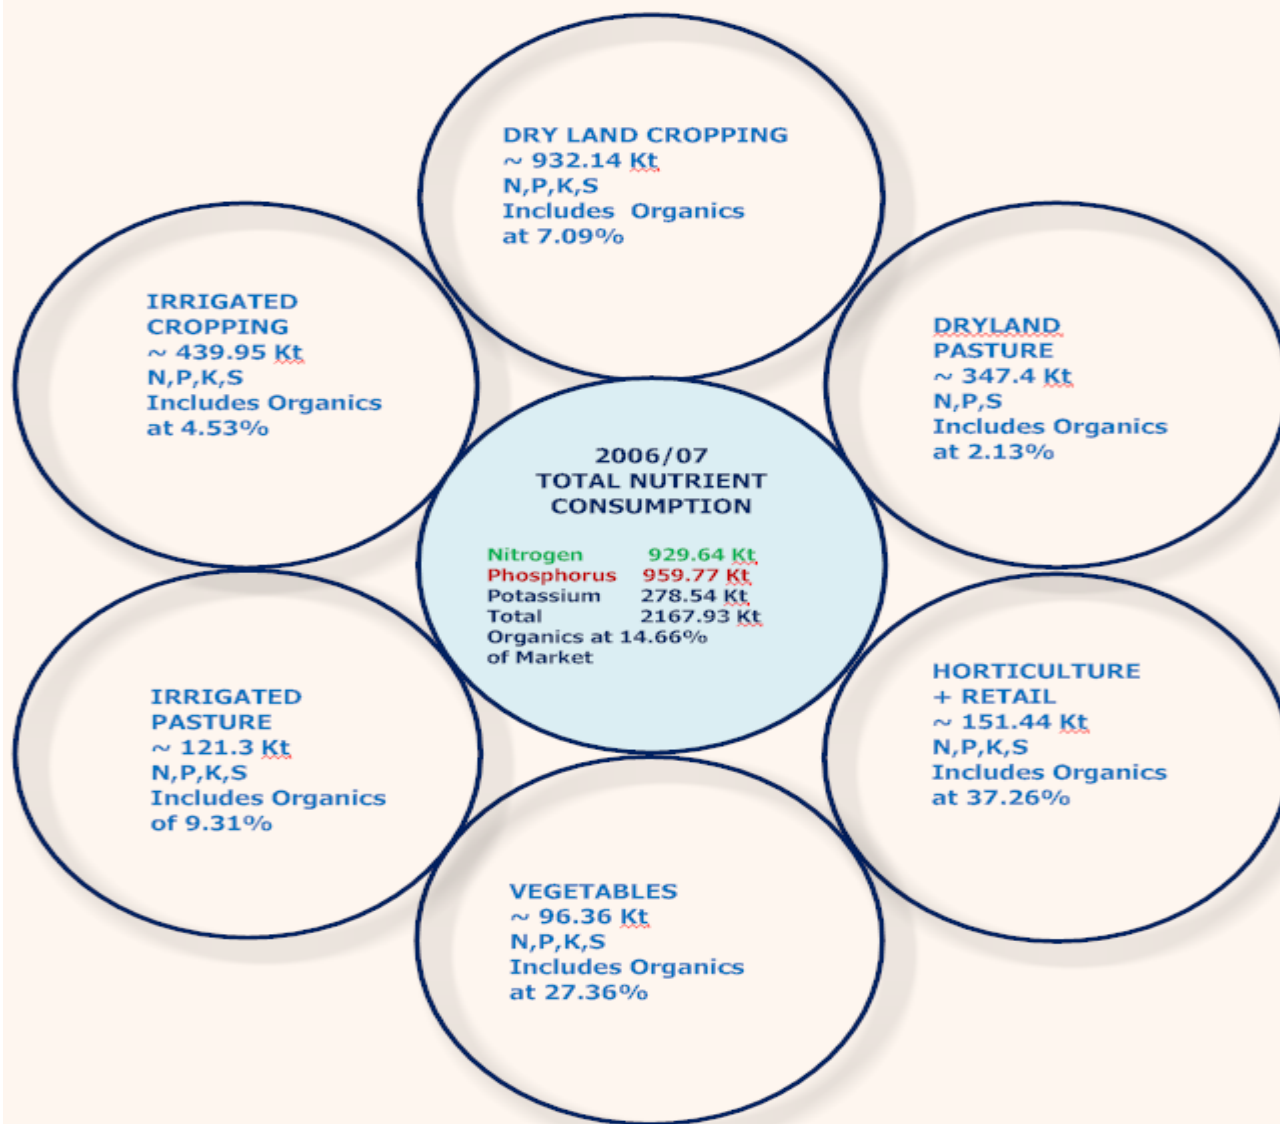 DRY LAND CROPPING
~ 932.14 Kt
N,P,K,S
Includes Organics
at 7.09%
IRRIGATED
CROPPING
~ 439.95 Kt
N,P,K,S
Includes Organics
at 4.53%
DRYLAND
PASTURE
~ 347.4 Kt
N,P,S
Includes Organics
at 2.13%
2006/07
TOTAL NUTRIENT
CONSUMPTION
Nitrogen 929.64 Kt
Phosphorus 959.77 Kt
Potassium 278.54 Kt
Total 2167.93 Kt
Organics at 14.66%
of Market
IRRIGATED
PASTURE
~ 121.3 Kt
N,P,K,S
Includes Organics
of 9.31%
HORTICULTURE
+ RETAIL
~ 151.44 Kt
N,P,K,S
Includes Organics
at 37.26%
VEGETABLES
~ 96.36 Kt
N,P,K,S
Includes Organics
at 27.36%